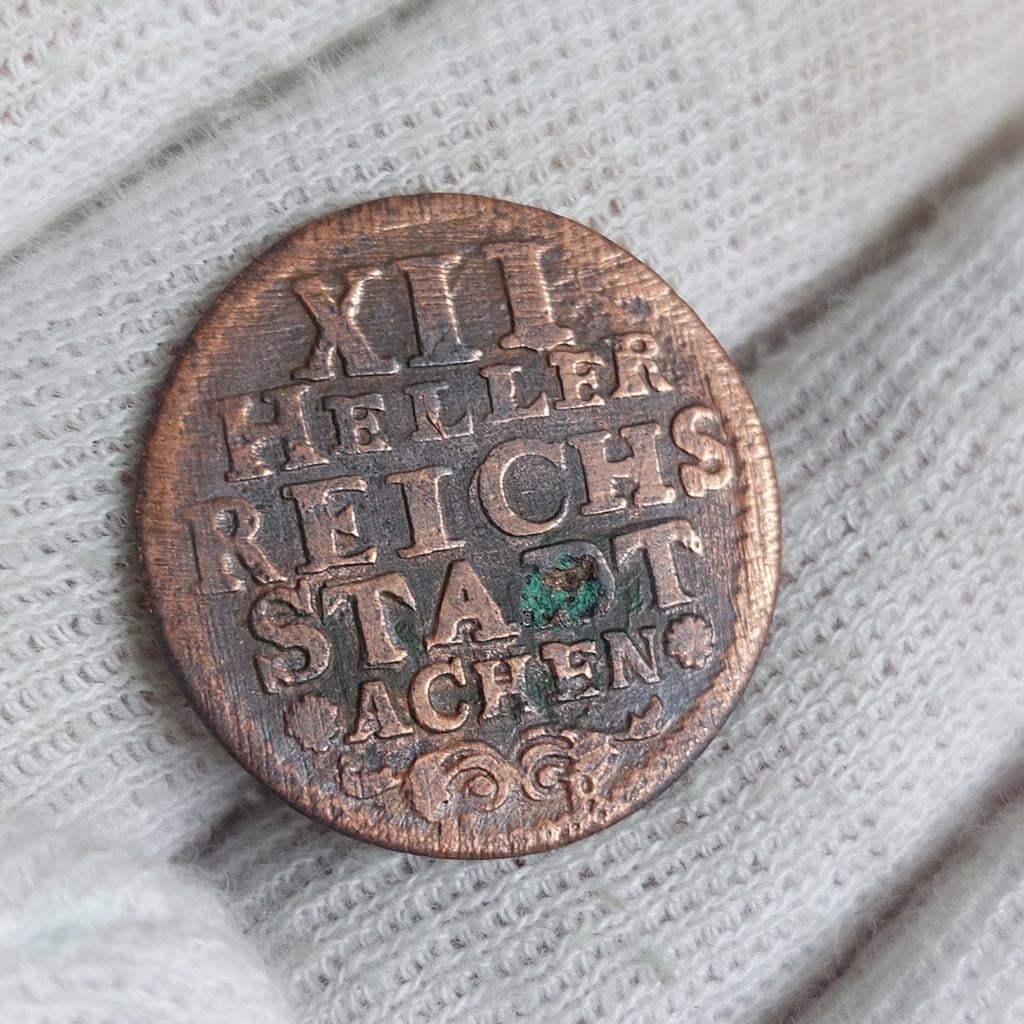 XII
HELLER
REICHS
STADT
ACHEN